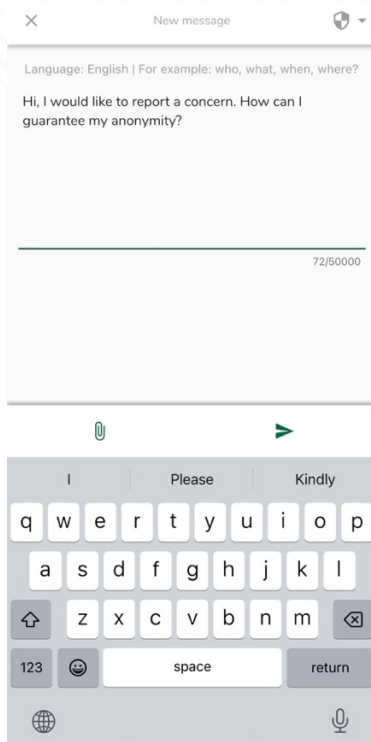 New message
Language: English | For example: who, what, when, where?
Hi, I would like to report a concern. How can I
guarantee my anonymity?
72/50000
I Please Kindly
q w e r t y u i o p
a s d f g h j k l
z x c v b n m
123 space return